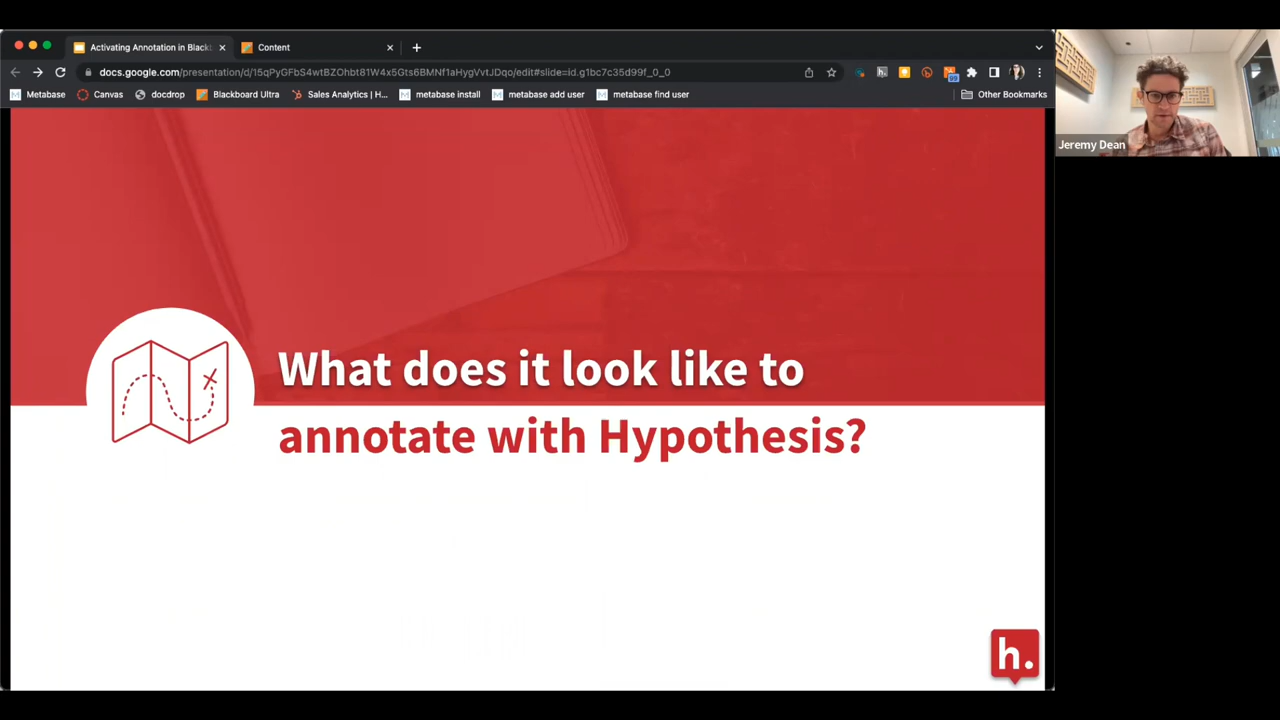 Activating Annotation in Black
Content
docs.google.com/presentation/d/15qPyGFbS4wtBZOhbt81W4x5Gts6BMNf1aHygVvtJDqo/edit#slide=id.g1bc7c35d99f_0_0
Metabase
Canvas
docdrop
Blackboard Ultra
Sales Analytics | H...
metabase install
metabase add user
metabase find user
Other Bookmarks
Jeremy Dean
What does it look like to
annotate with Hypothesis?
h.